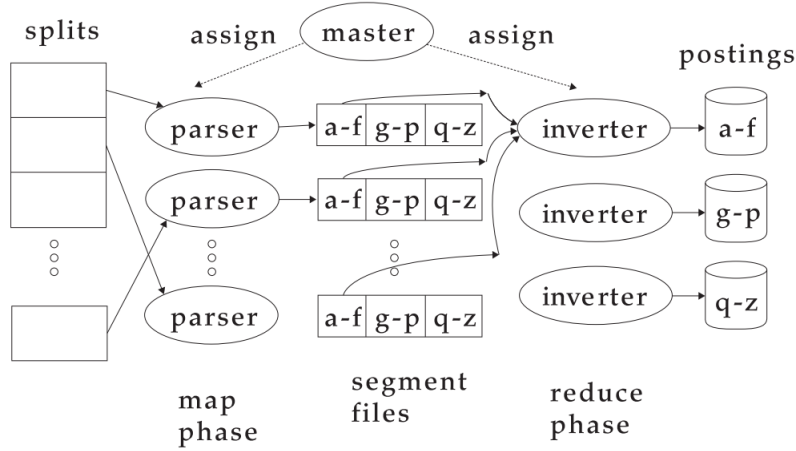 splits
assign
master
assign
postings
parser
a-f g-p q-z
inverter
a-f
parser
a-f g-p q-z
inverter
g-p
parser
a-f g-p q-z
inverter
q-z
map
phase
segment
files
reduce
phase